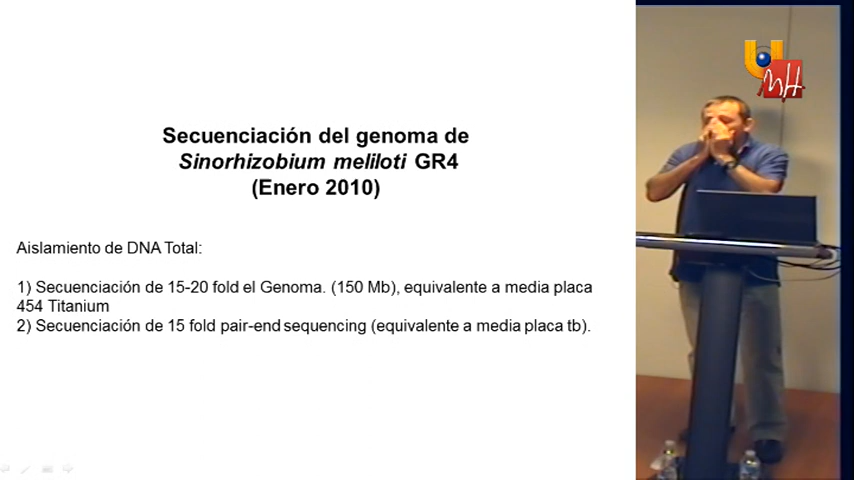 Secuenciación del genoma de
Sinorhizobium meliloti GR4
(Enero 2010)
Aislamiento de DNA Total:
1) Secuenciación de 15-20 fold el Genoma. (150 Mb), equivalente a media placa
454 Titanium
2) Secuenciación de 15 fold pair-end sequencing (equivalente a media placa tb).
U
MH